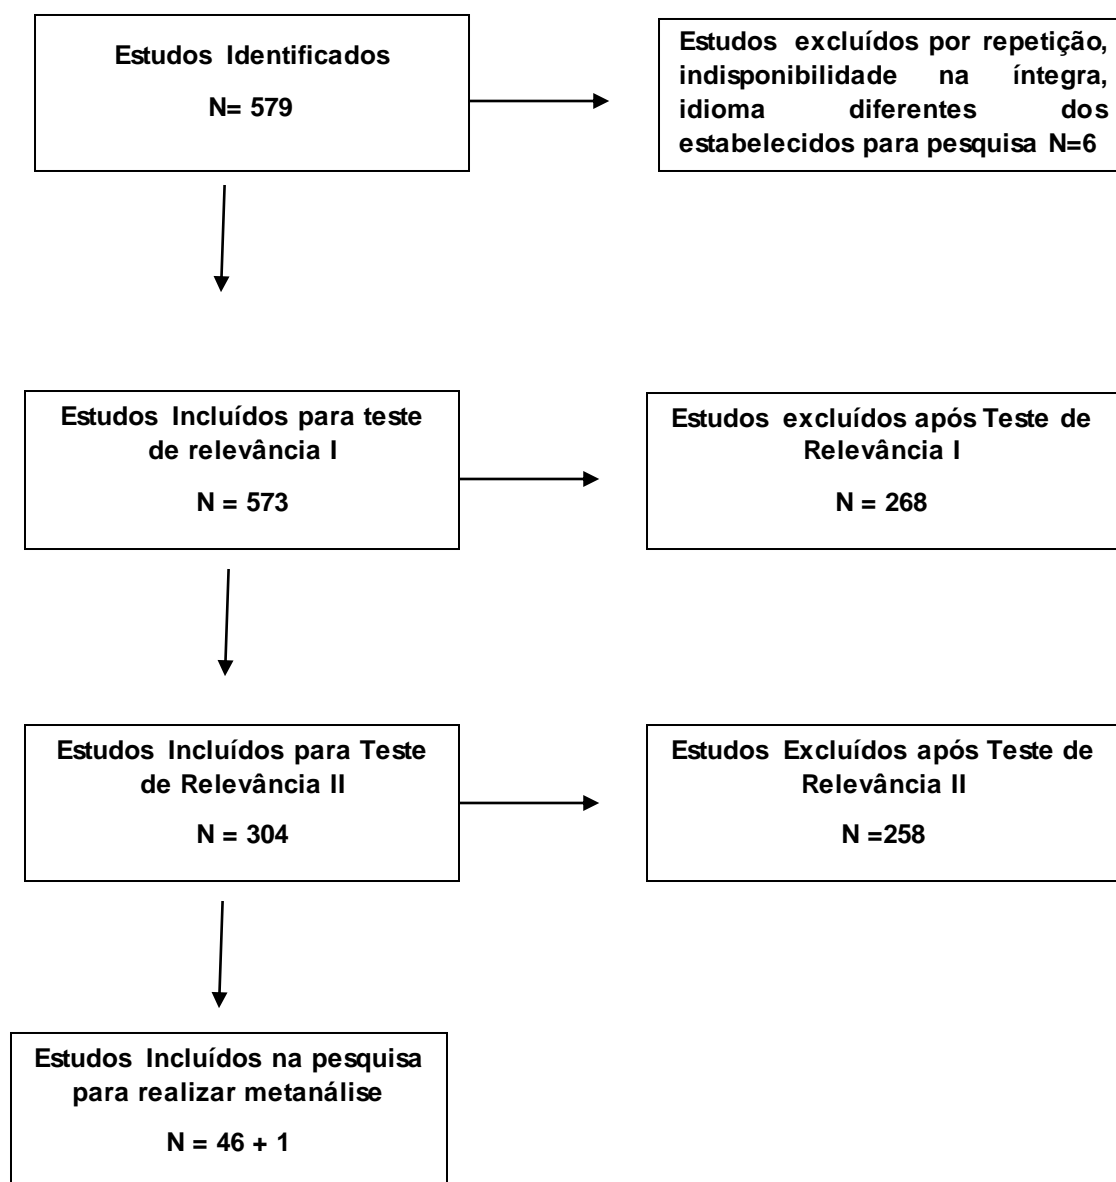 Estudos Identificados
N= 579
Estudos excluídos por repetição,
indisponibilidade na íntegra,
idioma diferentes dos
estabelecidos para pesquisa N=6
Estudos Incluídos para teste
de relevância I
N = 573
Estudos excluídos após Teste de
Relevância I
N = 268
Estudos Incluídos para Teste
de Relevância II
N = 304
Estudos Excluídos após Teste de
Relevância II
N =258
Estudos Incluídos na pesquisa
para realizar metanálise
N = 46 + 1